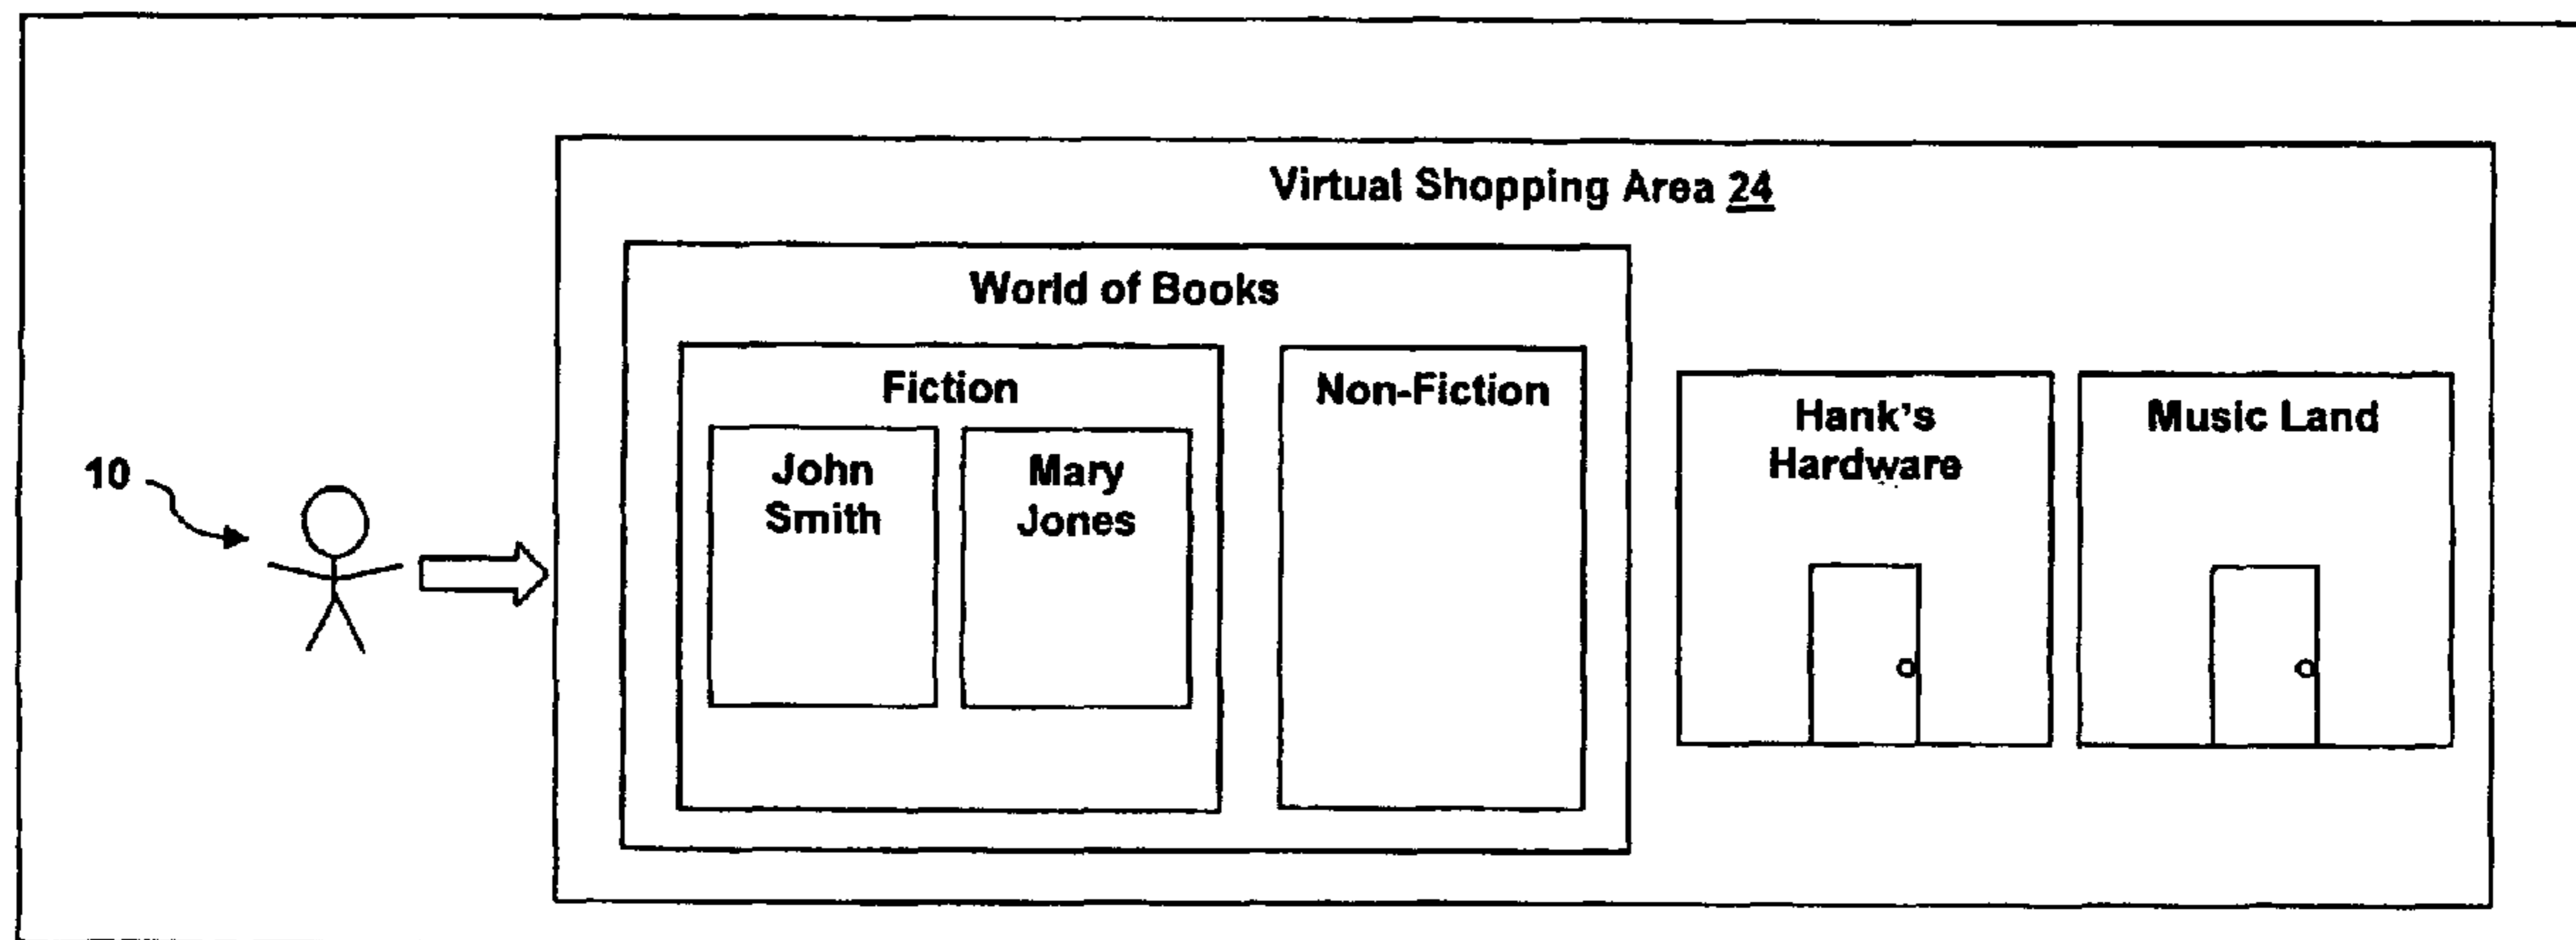 Virtual Shopping Area 24
World of Books
Fiction
Non-Fiction
John
Smith
Mary
Jones
Hank's
Hardware
Music Land
10